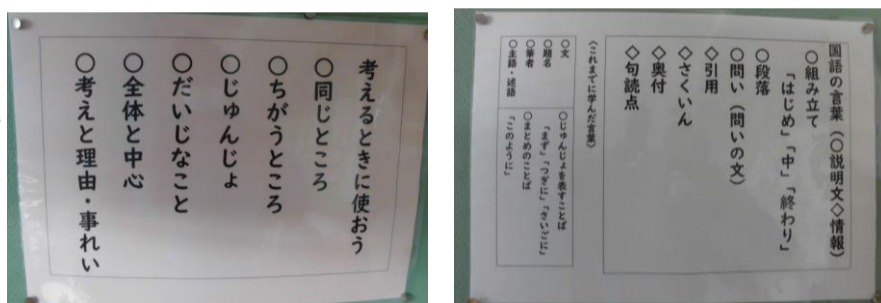 考えるときに使おう
○同じところ
○ちがうところ
○じゅんじょ
○だいじなこと
○全体と中心
○考えと理由・事れい
国語の言葉(○説明文◇情報)
○組み立て
「はじめ」「中」「終わり」
○段落
○問い(問いの文)
◇引用
◇さくいん
◇奥付
◇句読点
(これまでに学んだ言葉)
○文
○題名
○筆者
○主語・述語
○じゅんじょを表すことば
「まず」「つぎに」「さいごに」
○まとめのことば
「このように」